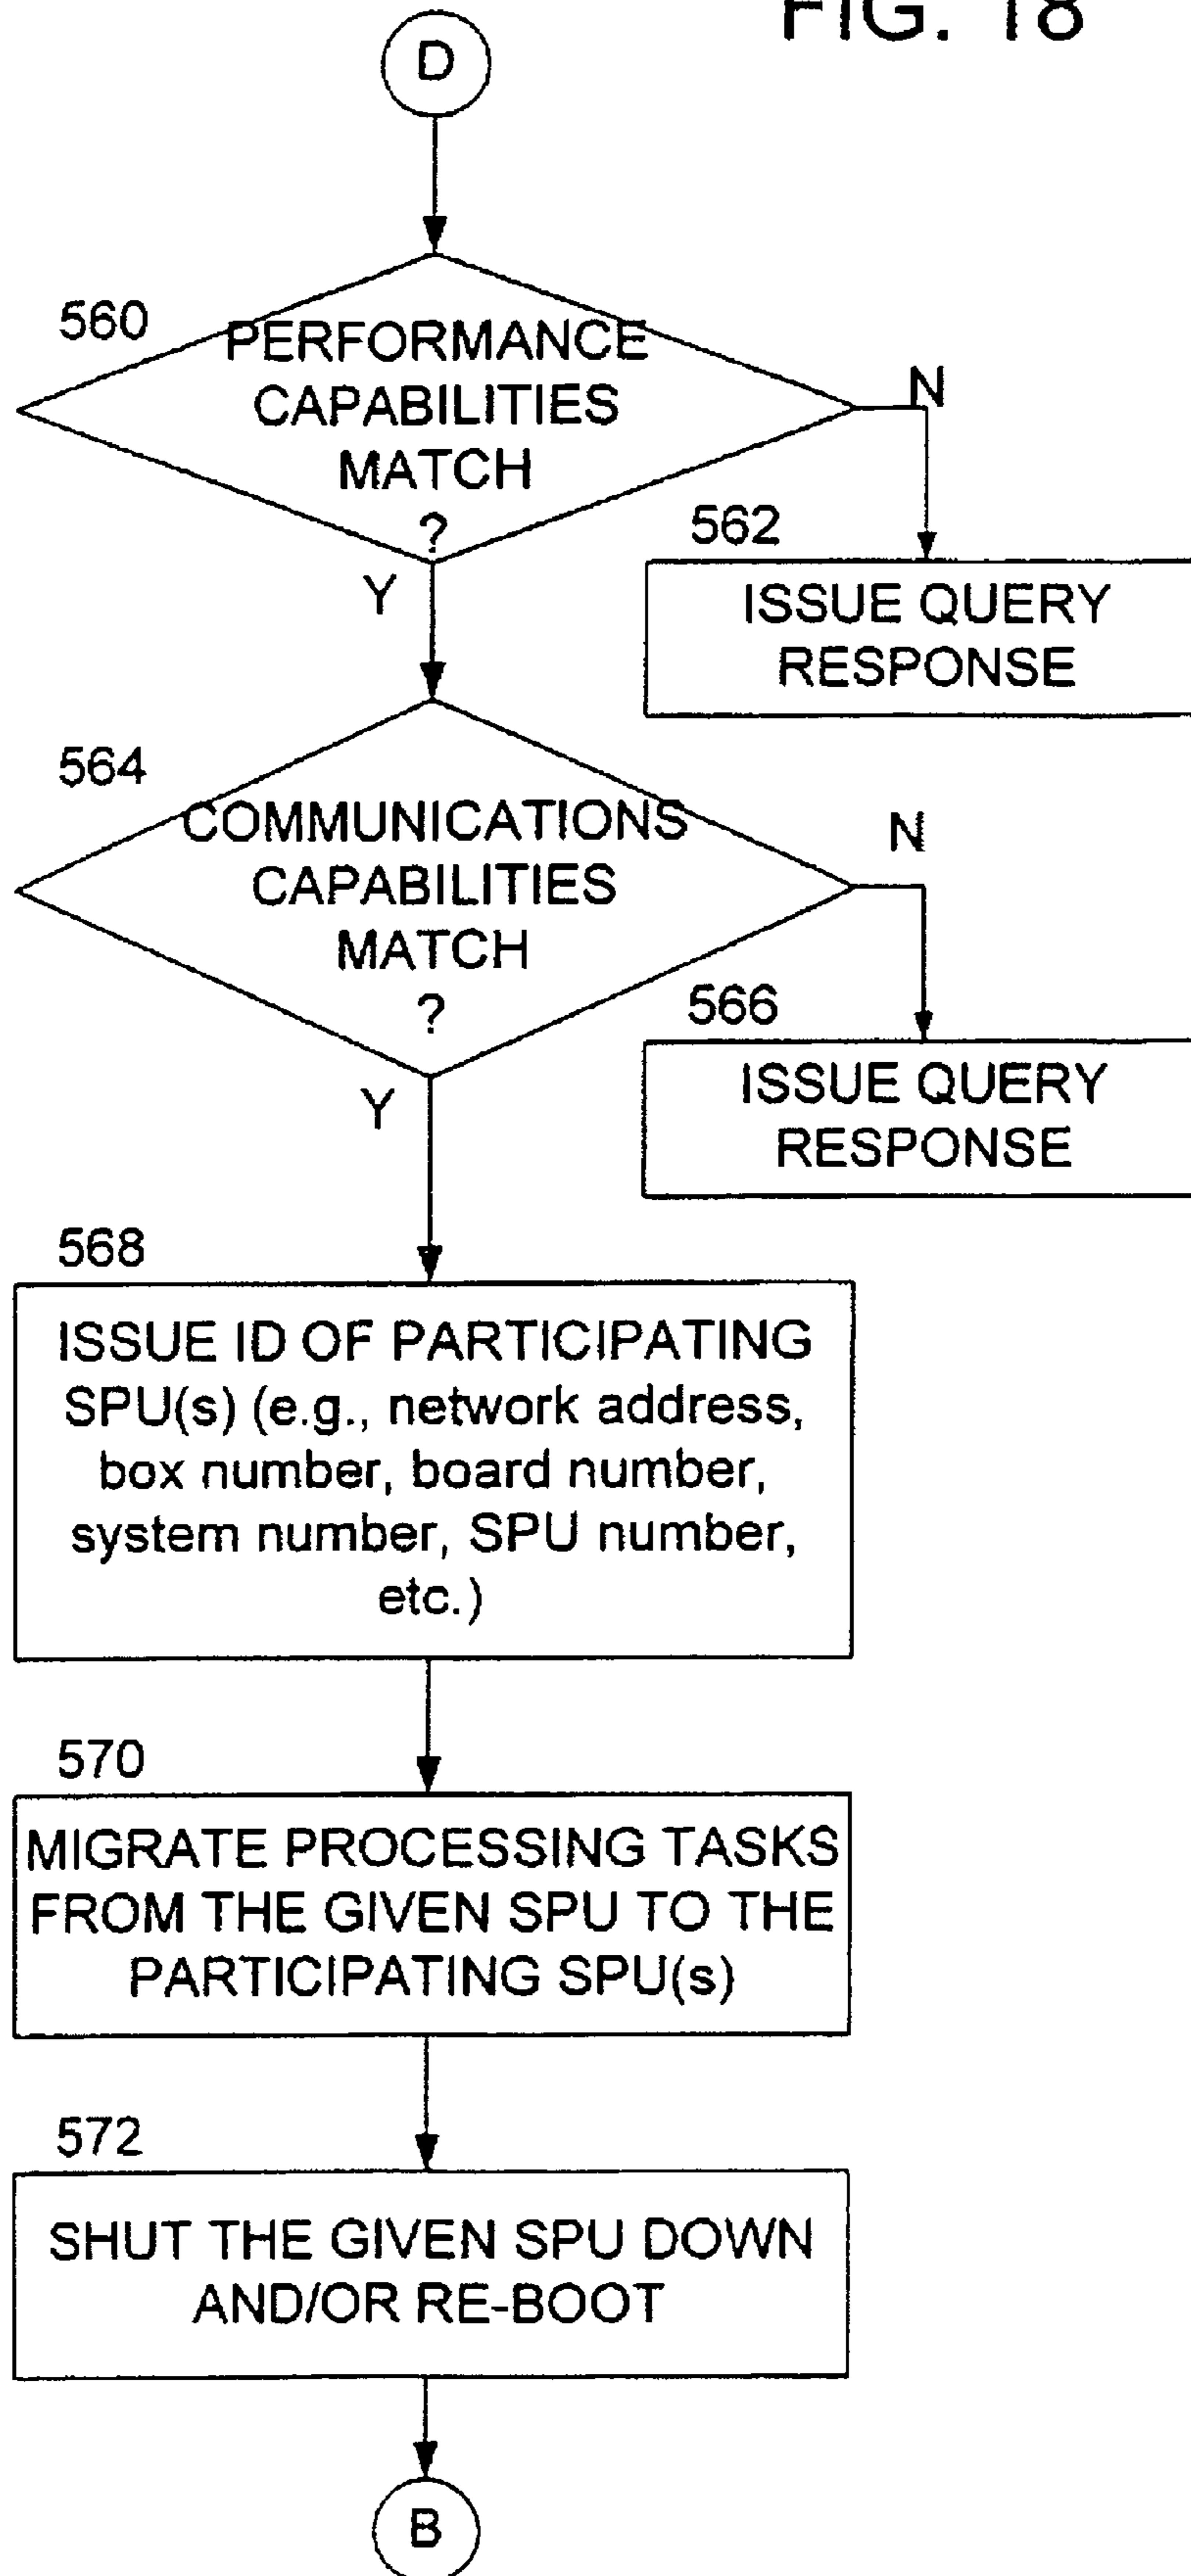 FIG. 18
D
560
PERFORMANCE
CAPABILITIES
MATCH
?
N
Y
562
ISSUE QUERY
RESPONSE
564
COMMUNICATIONS
CAPABILITIES
MATCH
?
N
Y
566
ISSUE QUERY
RESPONSE
568
ISSUE ID OF PARTICIPATING
SPU(s) (e.g., network address,
box number, board number,
system number, SPU number,
etc.)
570
MIGRATE PROCESSING TASKS
FROM THE GIVEN SPU TO THE
PARTICIPATING SPU(s)
572
SHUT THE GIVEN SPU DOWN
AND/OR RE-BOOT
B